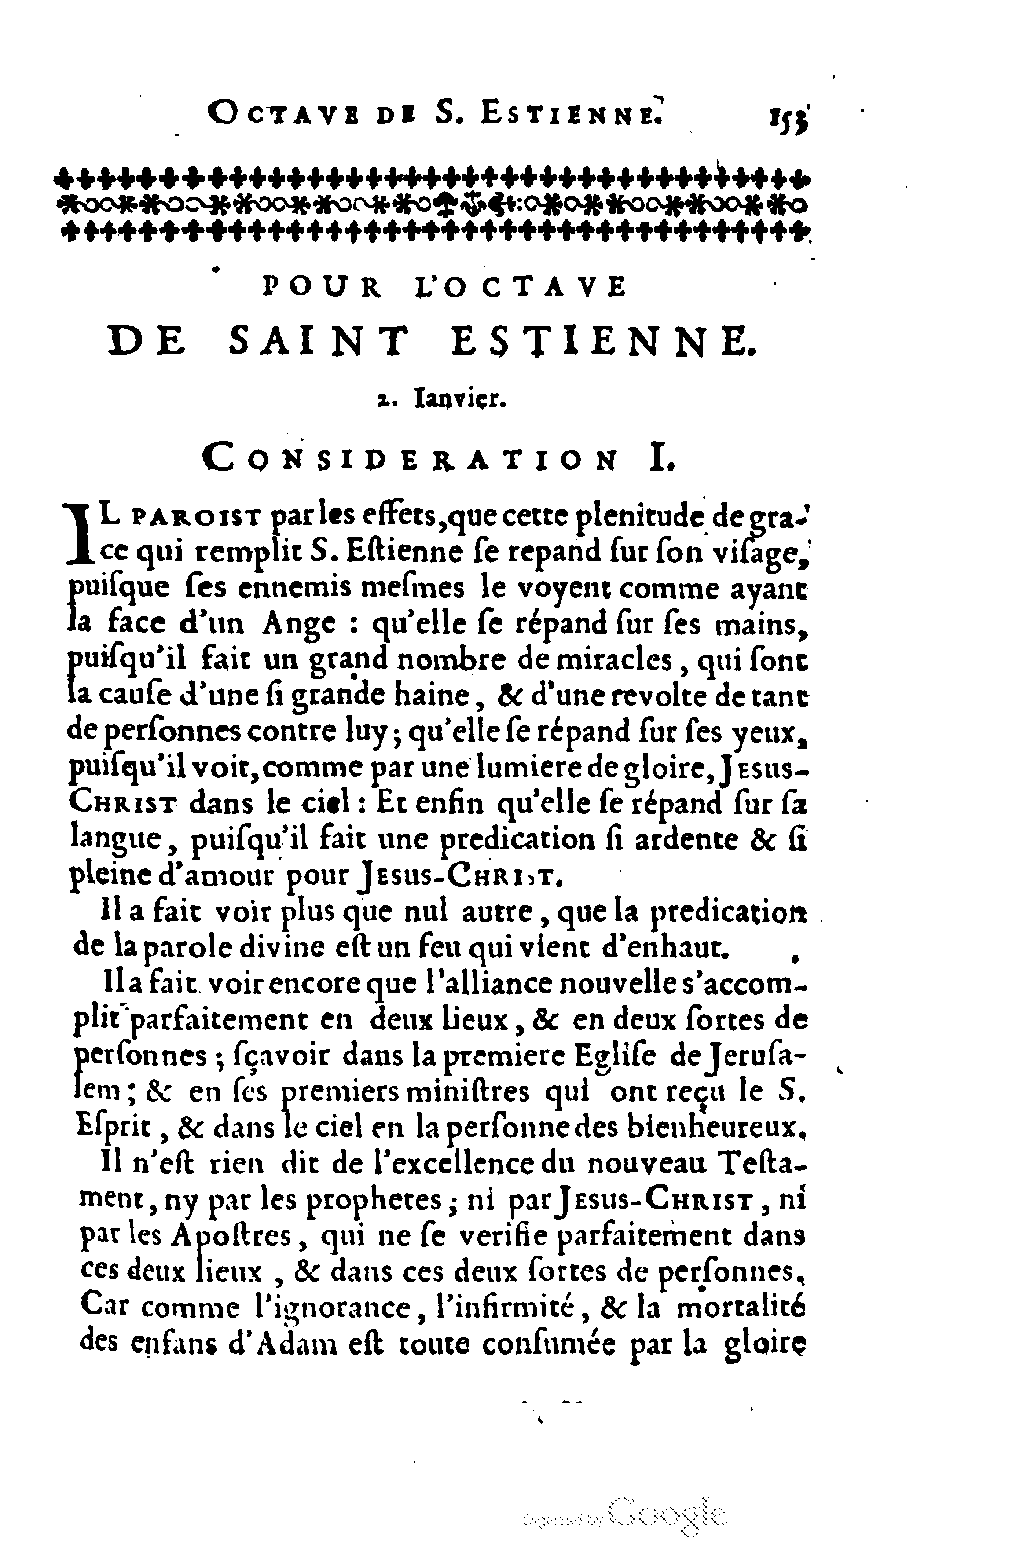 OCTAVE DE S. ESTIENNE. 153
POUR L'OCTAVE
DE SAINT ESTIENNE.
2. Ianvier.
CONSIDERATION I.
IL PAROIST par les effets, que cette plenitude de gra-
ce qui remplit S. Eſtienne ſe repand ſur ſon viſage,
puiſque ſes ennemis meſmes le voyent comme ayant
la face d'un Ange : qu'elle ſe répand ſur ſes mains,
puiſqu'il fait un grand nombre de miracles, qui ſont
la cauſe d'une ſi grande haine, & d'une revolte de tant
de perſonnes contre luy; qu'elle ſe répand ſur ſes yeux,
puiſqu'il voit, comme par une lumiere de gloire, JESUS-
CHRIST dans le ciel : Et enfin qu'elle ſe répand ſur ſa
langue, puiſqu'il fait une predication ſi ardente & ſi
pleine d'amour pour JESUS-CHRIST.
Il a fait voir plus que nul autre, que la predication
de la parole divine eſt un feu qui vient d'enhaut.
Il a fait voir encore que l'alliance nouvelle s'accom-
plit parfaitement en deux lieux, & en deux ſortes de
perſonnes ; ſçavoir dans la premiere Egliſe de Jeruſa-
lem ; & en ſes premiers miniſtres qui ont reçu le S.
Eſprit, & dans le ciel en la perſonne des bienheureux.
Il n'eſt rien dit de l'excellence du nouveau Teſta-
ment, ny par les prophetes ; ni par JESUS-CHRIST, ni
par les Apoſtres, qui ne ſe verifie parfaitement dans
ces deux lieux, & dans ces deux ſortes de perſonnes.
Car comme l'ignorance, l'infirmité, & la mortalité
des enfans d'Adam eſt toute conſumée par la gloire
Digitized by Google